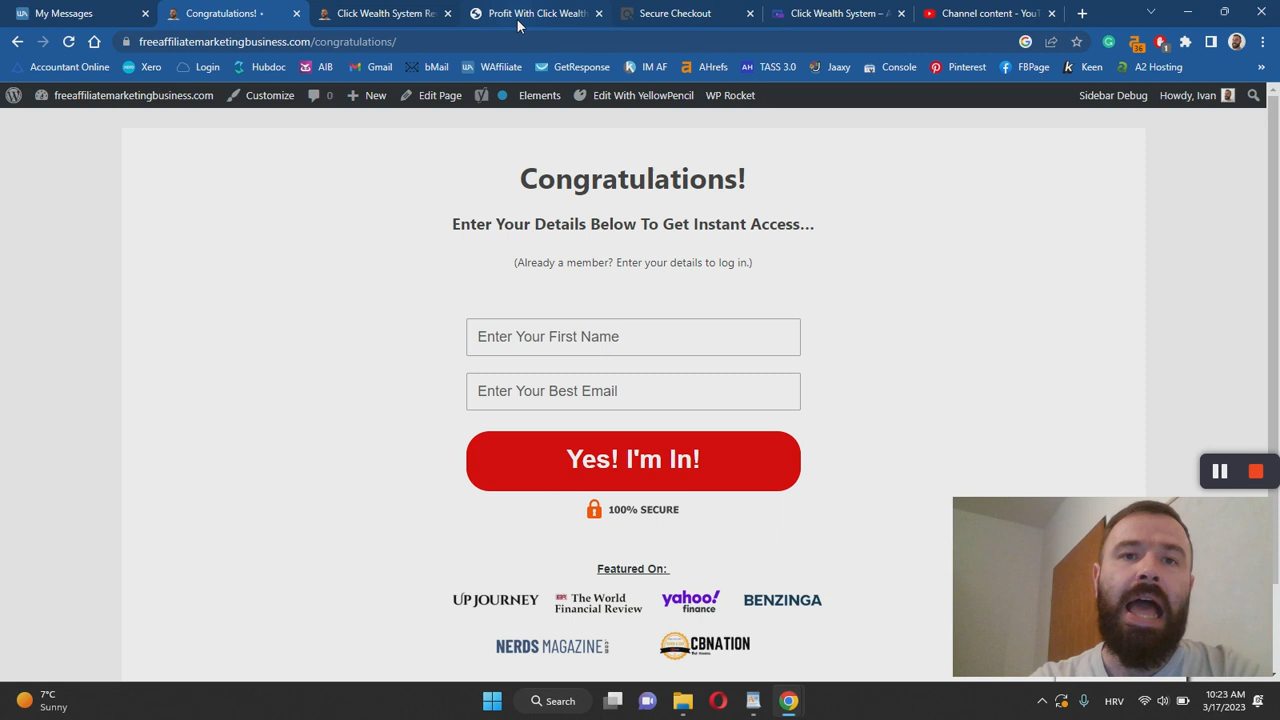 My Messages
Congratulations! •
Click Wealth System Re
Profit With Click Wealth
Secure Checkout
Click Wealth System – A
Channel content - YouT
freeaffiliatemarketingbusiness.com/congratulations/
36
1
Accountant Online
Xero
Login
Hubdoc
AIB
Gmail
bMail
WAffiliate
GetResponse
IM AF
AHrefs
TASS 3.0
Jaaxy
Console
Pinterest
FBPage
Keen
A2 Hosting
»
freeaffiliatemarketingbusiness.com
Customize
0
New
Edit Page
Elements
Edit With YellowPencil
WP Rocket
Sidebar Debug
Howdy, Ivan
Congratulations!
Enter Your Details Below To Get Instant Access...
(Already a member? Enter your details to log in.)
Enter Your First Name
Enter Your Best Email
Yes! I'm In!
100% SECURE
Featured On:
UPJOURNEY
The World Financial Review
yahoo! finance
BENZINGA
NERDS MAGAZINE
CBNATION
7°C
Sunny
Search
HRV
10:23 AM
3/17/2023